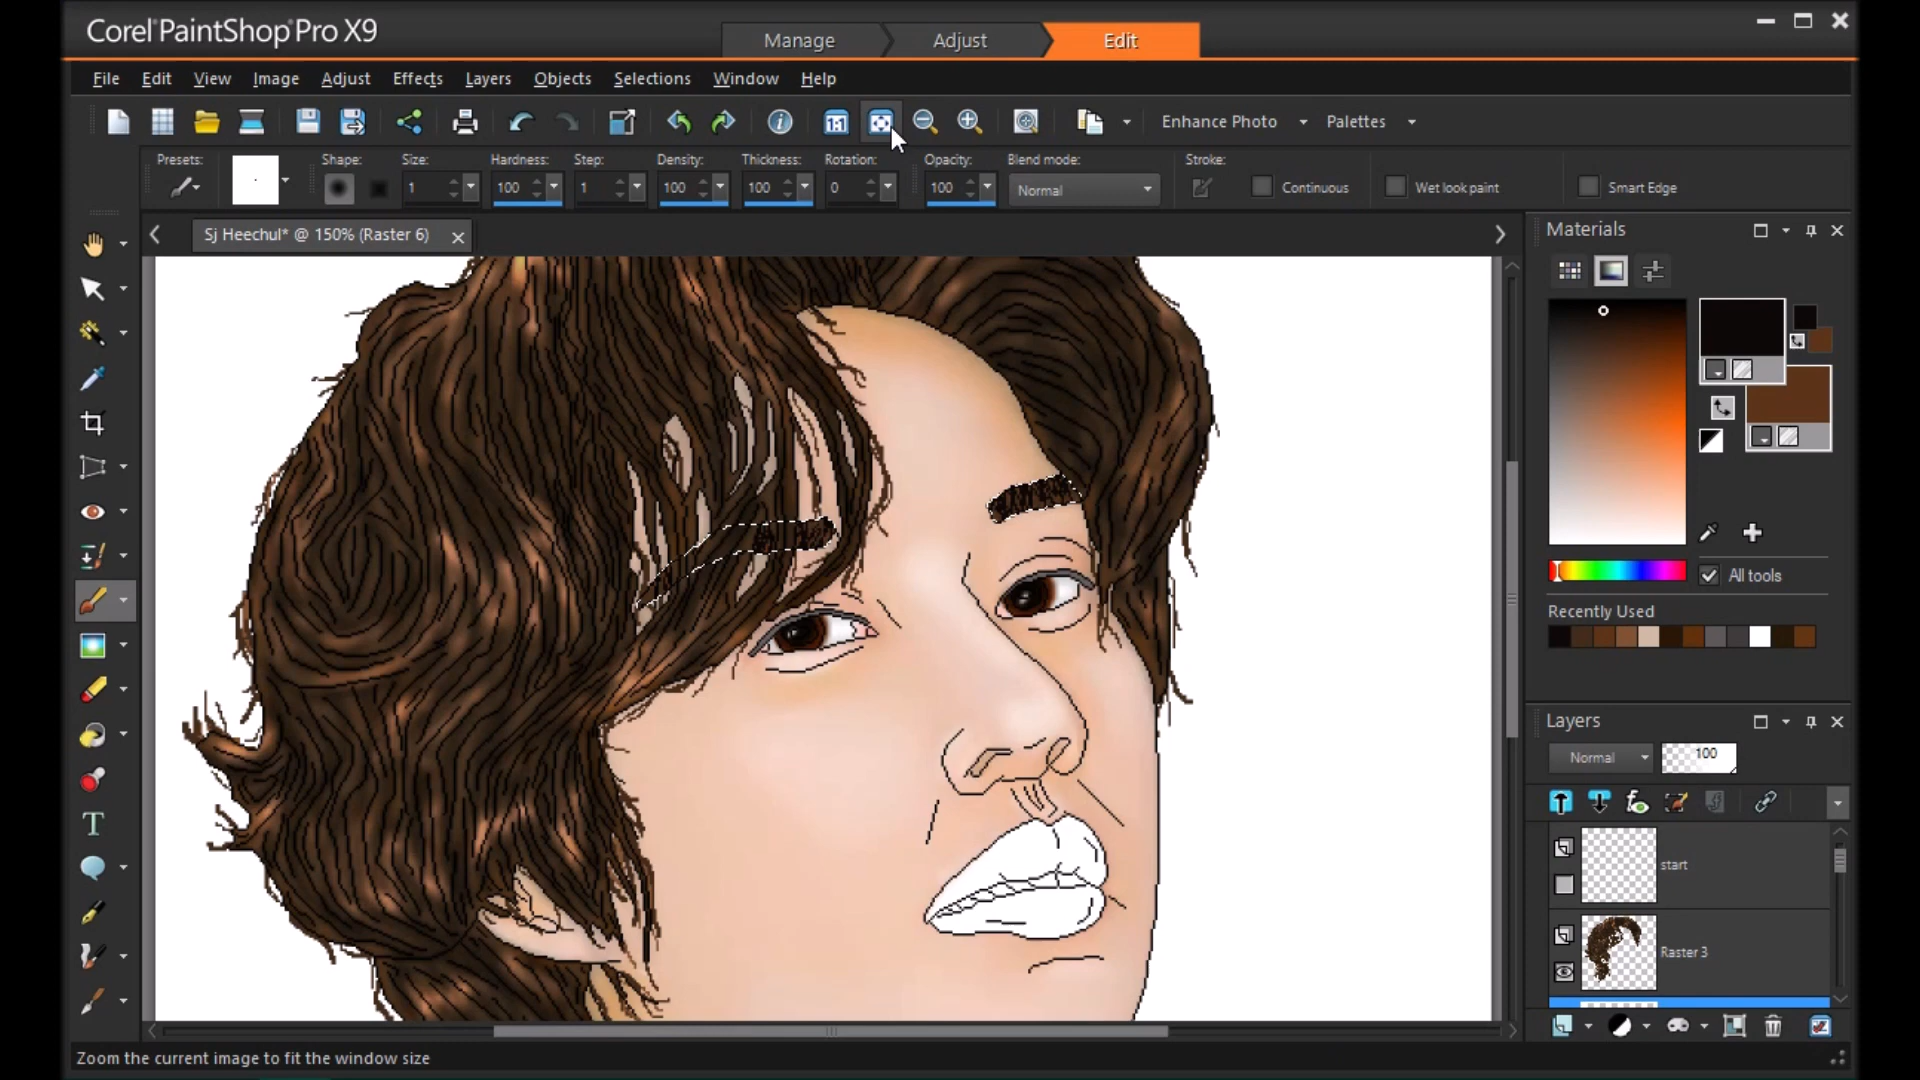 Corel PaintShop Pro X9
Manage Adjust Edit
File Edit View Image Adjust Effects Layers Objects Selections Window Help
1:1 Enhance Photo Palettes
Presets: Shape: Size: Hardness: Step: Density: Thickness: Rotation: Opacity: Blend mode: Stroke:
1 100 1 100 100 0 100 Normal Continuous Wet look paint Smart Edge
Sj Heechul* @ 150% (Raster 6)
Materials
All tools
Recently Used
Layers
Normal 100
start
Raster 3
Zoom the current image to fit the window size